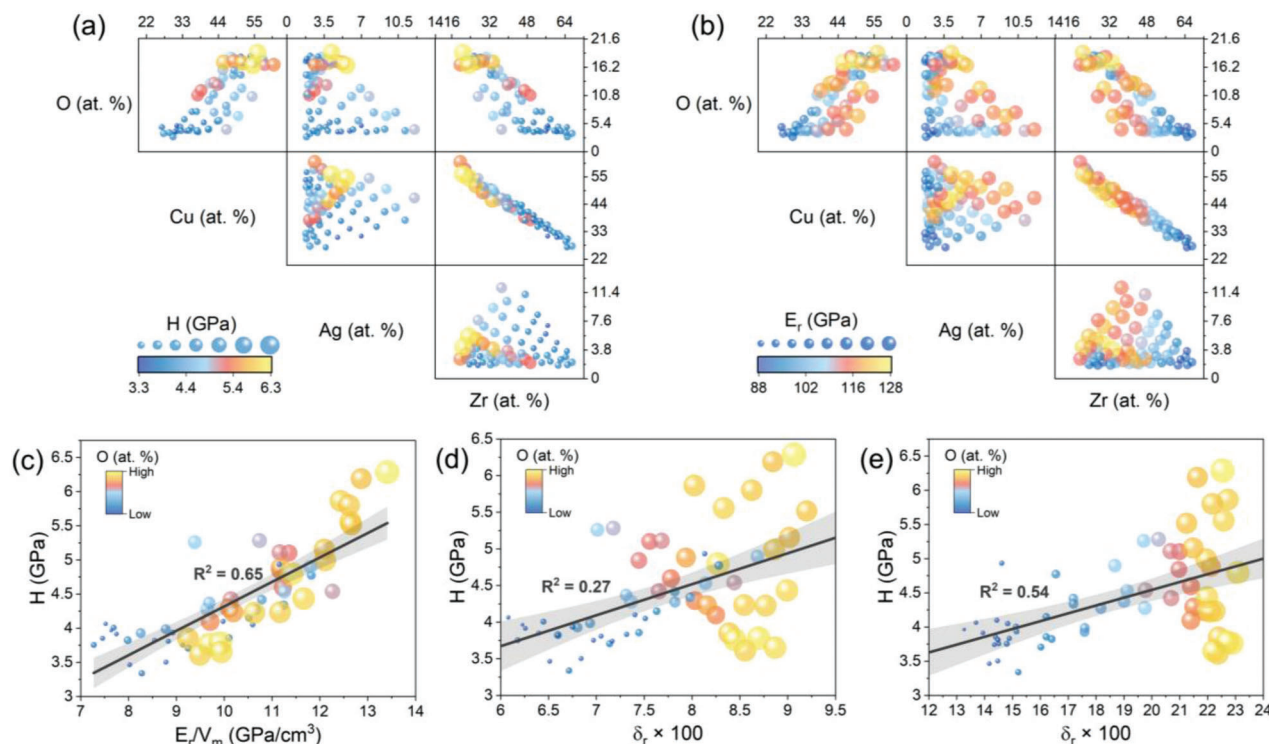 (a)
22 33 44 55
0 3.5 7 10.5 1416 32 48 64
O (at. %)
21.6
16.2
10.8
5.4
0
Cu (at. %)
55
44
33
22
Ag (at. %)
11.4
7.6
3.8
0
Zr (at. %)
H (GPa)
3.3 4.4 5.4 6.3
(b)
22 33 44 55
0 3.5 7 10.5 1416 32 48 64
O (at. %)
21.6
16.2
10.8
5.4
0
Cu (at. %)
55
44
33
22
Ag (at. %)
11.4
7.6
3.8
0
Zr (at. %)
Er (GPa)
88 102 116 128
(c)
O (at. %)
High
Low
R² = 0.65
H (GPa)
6.5
6
5.5
5
4.5
4
3.5
3
7 8 9 10 11 12 13 14
Er/Vm (GPa/cm³)
(d)
O (at. %)
High
Low
R² = 0.27
H (GPa)
6.5
6
5.5
5
4.5
4
3.5
3
6 6.5 7 7.5 8 8.5 9 9.5
δr × 100
(e)
O (at. %)
High
Low
R² = 0.54
H (GPa)
6.5
6
5.5
5
4.5
4
3.5
3
12 13 14 15 16 17 18 19 20 21 22 23 24
δr × 100